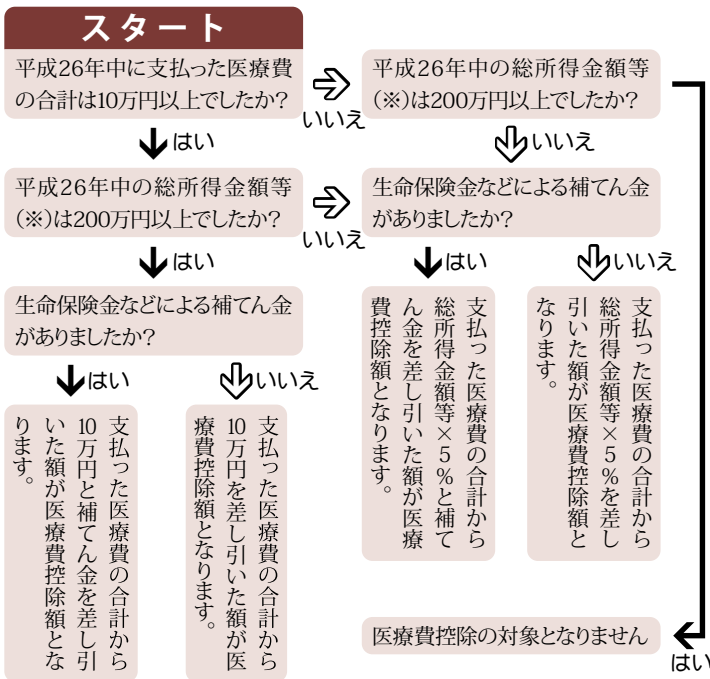 スタート
平成26年中に支払った医療費
の合計は10万円以上でしたか?
いいえ
はい
平成26年中の総所得金額等
(※)は200万円以上でしたか?
いいえ
はい
平成26年中の総所得金額等
(※)は200万円以上でしたか?
いいえ
はい
生命保険金などによる補てん金
がありましたか?
はい
いいえ
生命保険金などによる補てん金
がありましたか?
はい
いいえ
支払った医療費の合計から
10万円と補てん金を差し引
いた額が医療費控除額とな
ります。
支払った医療費の合計から
10万円を差し引いた額が医
療費控除額となります。
支払った医療費の合計から
総所得金額等×5%と補て
ん金を差し引いた額が医療
費控除額となります。
支払った医療費の合計から
総所得金額等×5%を差し
引いた額が医療費控除額と
なります。
医療費控除の対象となりません